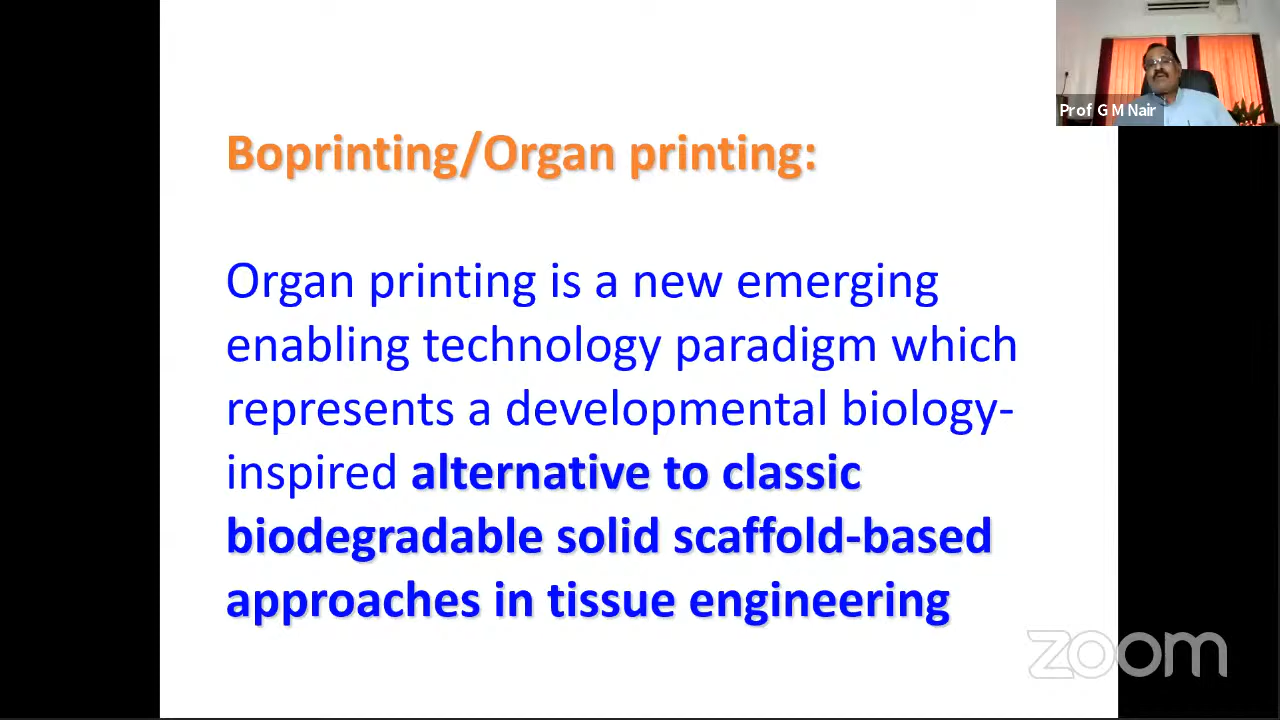 Prof G M Nair
Boprinting/Organ printing:
Organ printing is a new emerging
enabling technology paradigm which
represents a developmental biology-
inspired alternative to classic
biodegradable solid scaffold-based
approaches in tissue engineering
zoom